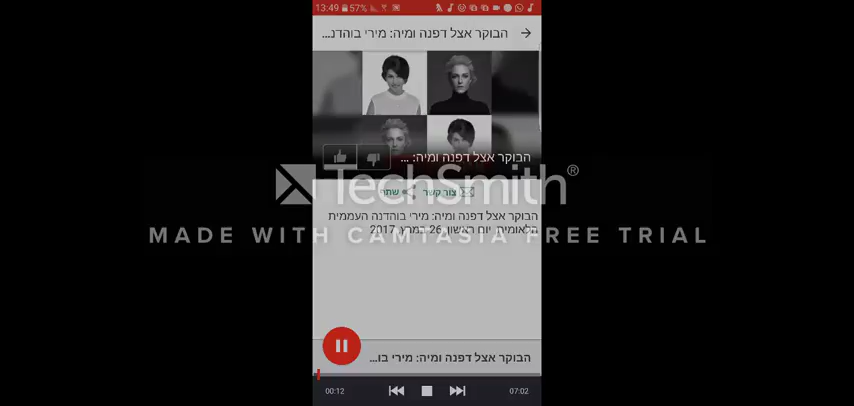 13:49 57%
הבוקר אצל דפנה ומיה: מירי בוהדנ...
הבוקר אצל דפנה ומיה: ...
TechSmith®
צור קשר שתף
MADE WITH CAMTASIA FREE TRIAL
הבוקר אצל דפנה ומיה: מירי בוהדנה העממית
הלאומית, יום ראשון, 26 במרץ, 2017
הבוקר אצל דפנה ומיה: מירי בו...
00:12 07:02